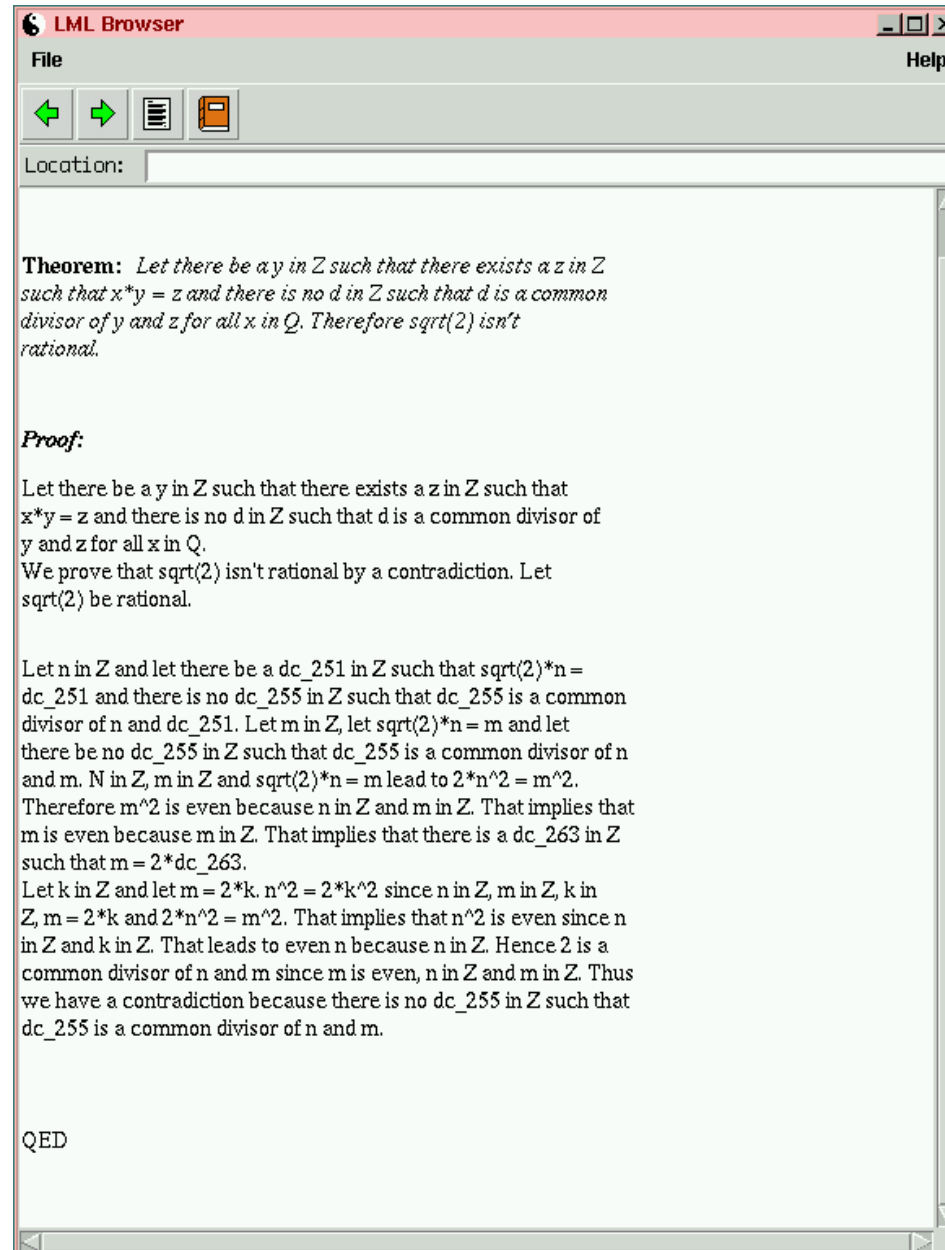 LML Browser
File Help
Location:
Theorem: Let there be a y in Z such that there exists a z in Z
such that x*y = z and there is no d in Z such that d is a common
divisor of y and z for all x in Q. Therefore sqrt(2) isn't
rational.
Proof:
Let there be a y in Z such that there exists a z in Z such that
x*y = z and there is no d in Z such that d is a common divisor of
y and z for all x in Q.
We prove that sqrt(2) isn't rational by a contradiction. Let
sqrt(2) be rational.
Let n in Z and let there be a dc_251 in Z such that sqrt(2)*n =
dc_251 and there is no dc_255 in Z such that dc_255 is a common
divisor of n and dc_251. Let m in Z, let sqrt(2)*n = m and let
there be no dc_255 in Z such that dc_255 is a common divisor of n
and m. N in Z, m in Z and sqrt(2)*n = m lead to 2*n^2 = m^2.
Therefore m^2 is even because n in Z and m in Z. That implies that
m is even because m in Z. That implies that there is a dc_263 in Z
such that m = 2*dc_263.
Let k in Z and let m = 2*k. n^2 = 2*k^2 since n in Z, m in Z, k in
Z, m = 2*k and 2*n^2 = m^2. That implies that n^2 is even since n
in Z and k in Z. That leads to even n because n in Z. Hence 2 is a
common divisor of n and m since m is even, n in Z and m in Z. Thus
we have a contradiction because there is no dc_255 in Z such that
dc_255 is a common divisor of n and m.
QED